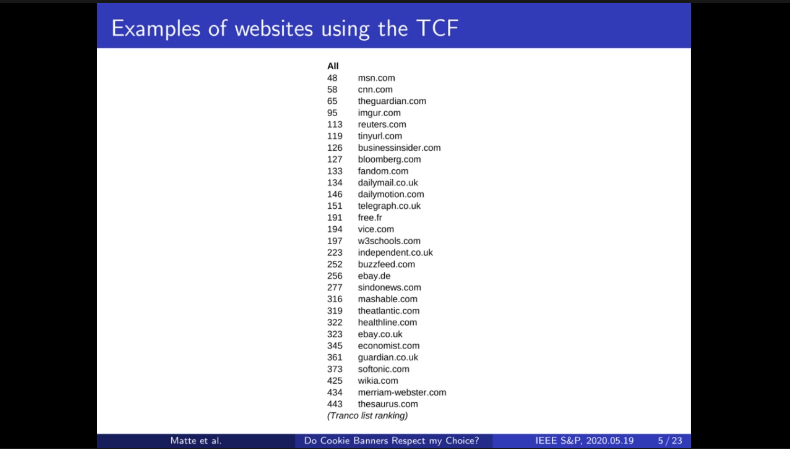 Examples of websites using the TCF
All
48 msn.com
58 cnn.com
65 theguardian.com
95 imgur.com
113 reuters.com
119 tinyurl.com
126 businessinsider.com
127 bloomberg.com
133 fandom.com
134 dailymail.co.uk
146 dailymotion.com
151 telegraph.co.uk
191 free.fr
194 vice.com
197 w3schools.com
223 independent.co.uk
252 buzzfeed.com
256 ebay.de
277 sindonews.com
316 mashable.com
319 theatlantic.com
322 healthline.com
323 ebay.co.uk
345 economist.com
361 guardian.co.uk
373 softonic.com
425 wikia.com
434 merriam-webster.com
443 thesaurus.com
(Tranco list ranking)
Matte et al. Do Cookie Banners Respect my Choice? IEEE S&P, 2020.05.19 5 / 23